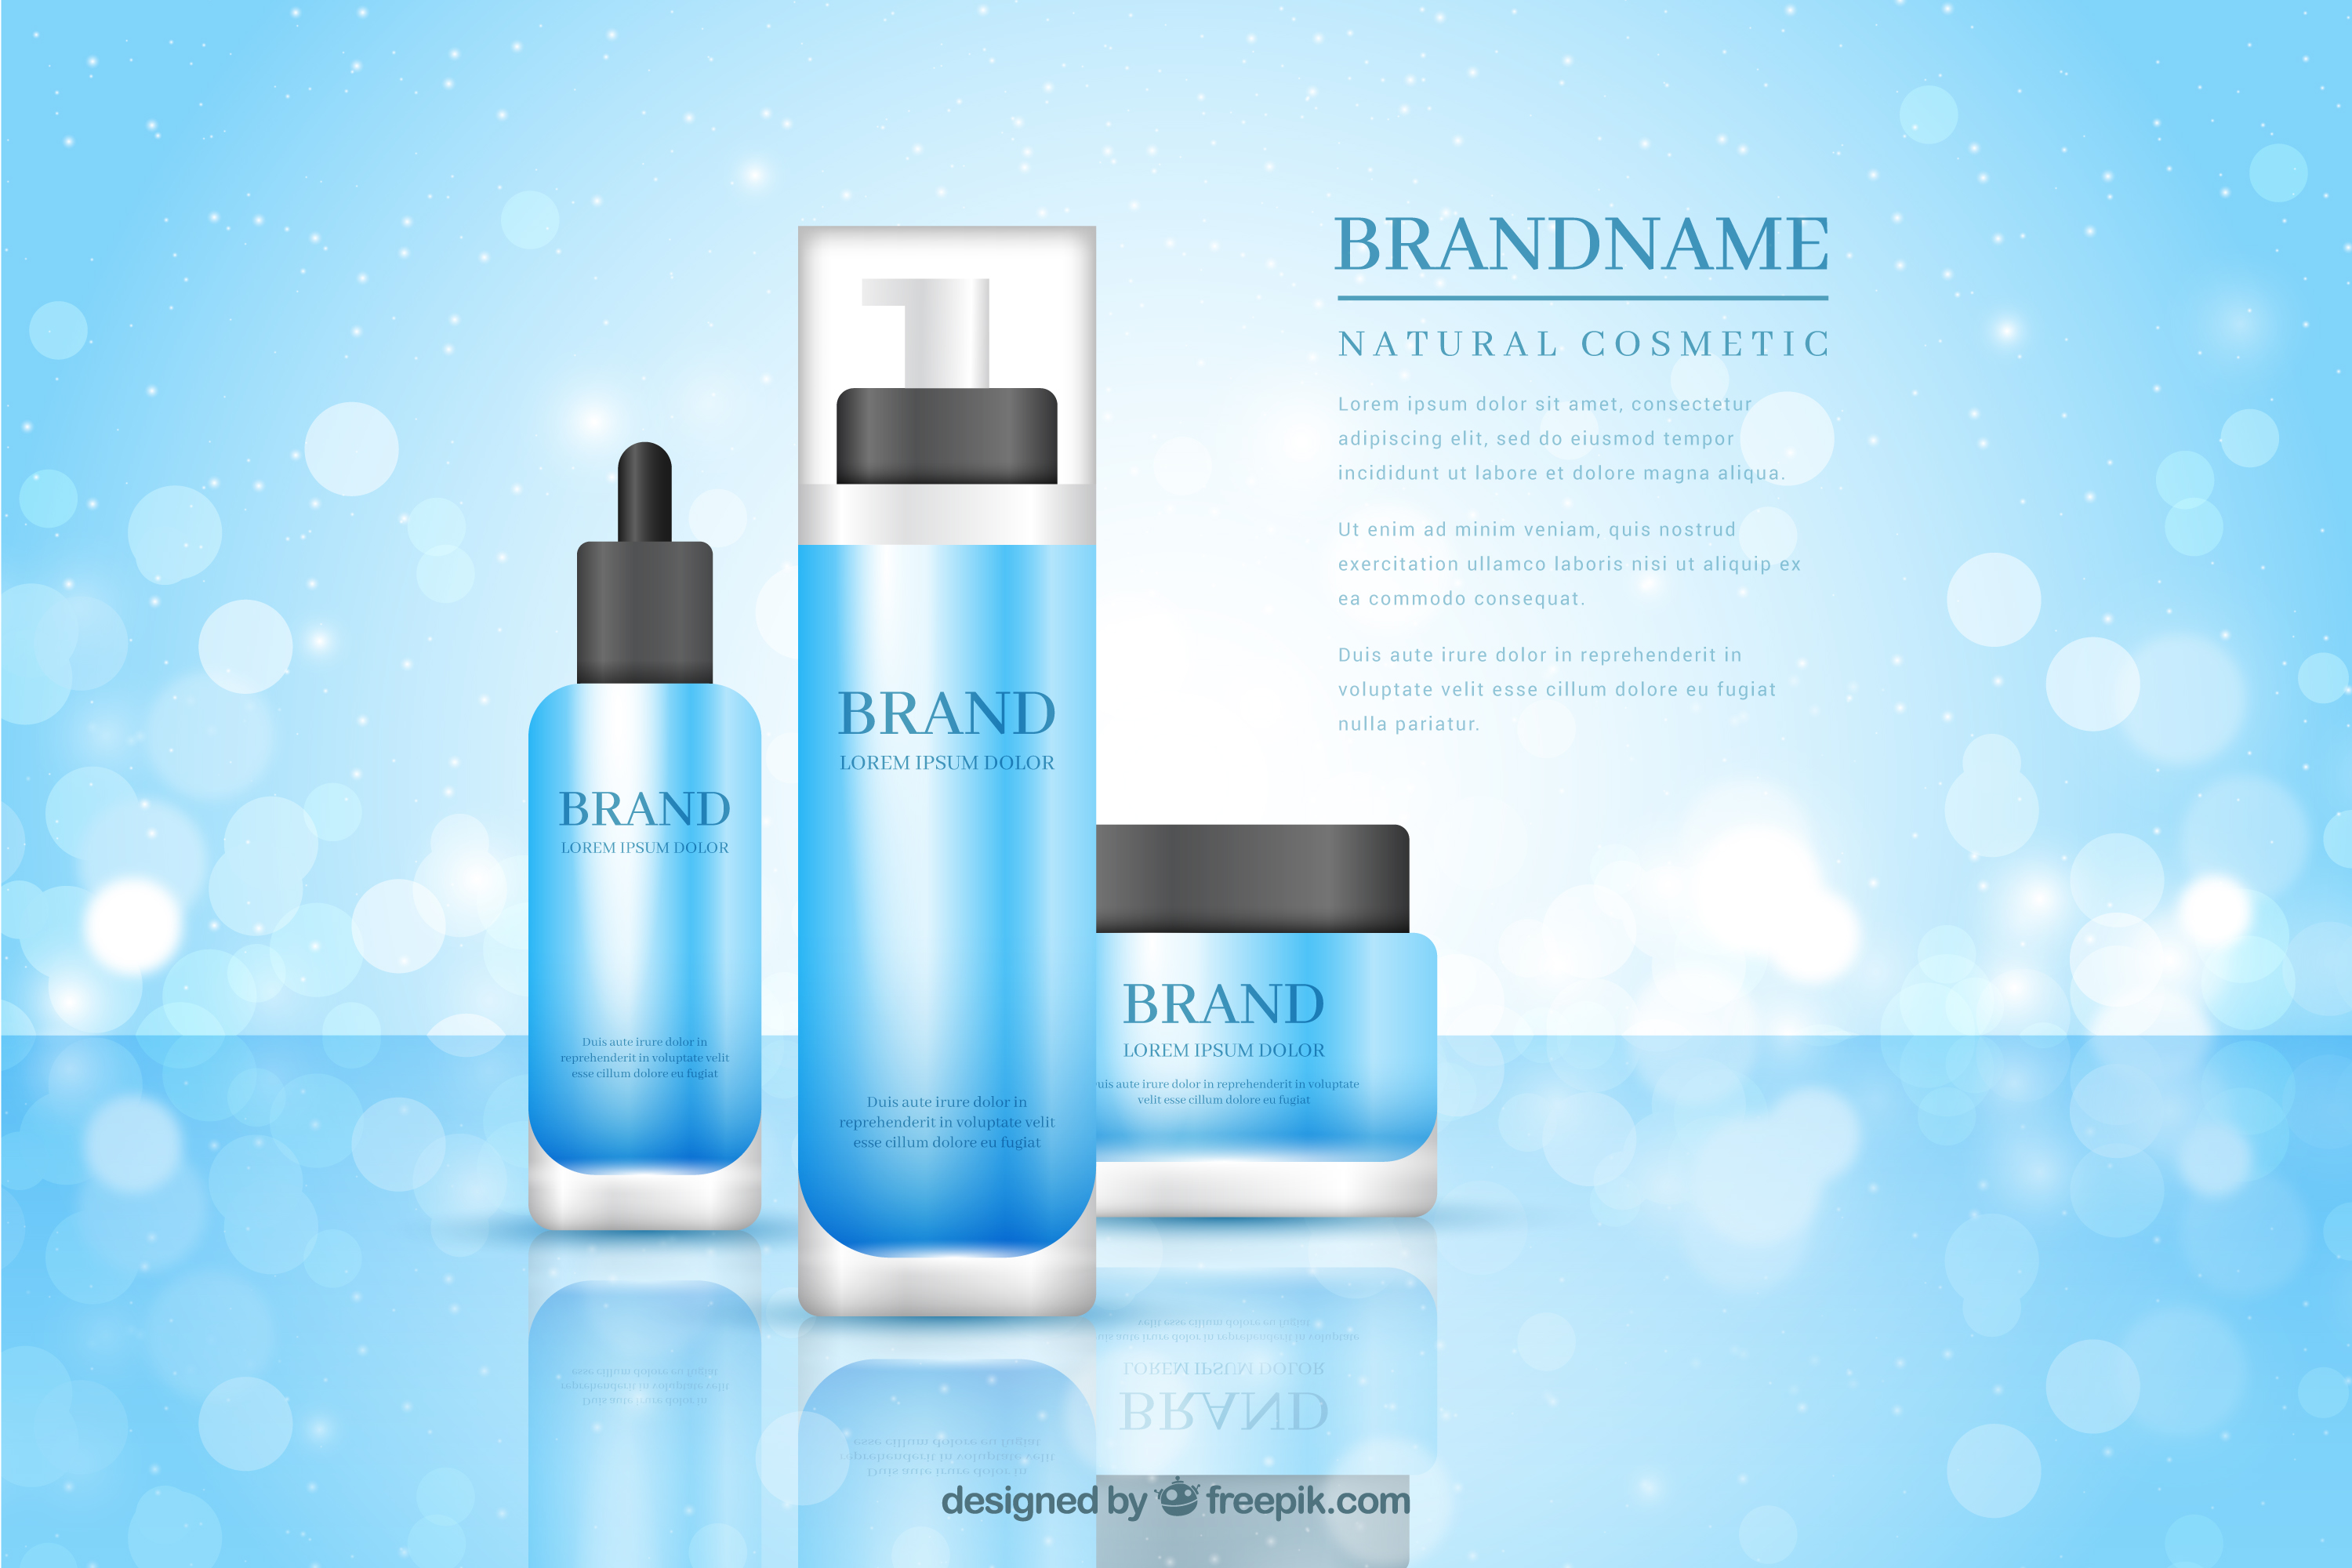 BRANDNAME
NATURAL COSMETIC
Lorem ipsum dolor sit amet, consectetur
adipiscing elit, sed do eiusmod tempor
incididunt ut labore et dolore magna aliqua.
Ut enim ad minim veniam, quis nostrud
exercitation ullamco laboris nisi ut aliquip ex
ea commodo consequat.
Duis aute irure dolor in reprehenderit in
voluptate velit esse cillum dolore eu fugiat
nulla pariatur.
BRAND
LOREM IPSUM DOLOR
Duis aute irure dolor in
reprehenderit in voluptate velit
esse cillum dolore eu fugiat
BRAND
LOREM IPSUM DOLOR
Duis aute irure dolor in
reprehenderit in voluptate velit
esse cillum dolore eu fugiat
BRAND
LOREM IPSUM DOLOR
uis aute irure dolor in reprehenderit in voluptate
velit esse cillum dolore eu fugiat
designed by freepik.com